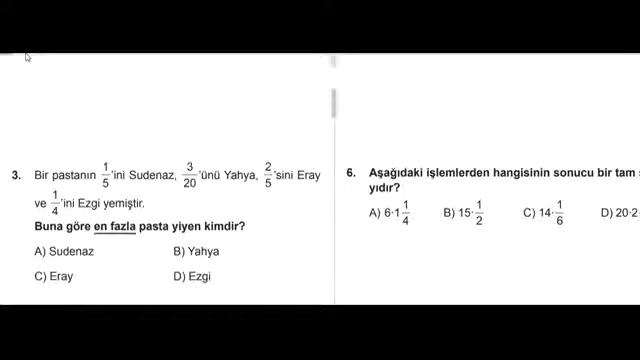 3. Bir pastanın 1/5'ini Sudenaz, 3/20'ünü Yahya, 2/5'sini Eray
ve 1/4'ini Ezgi yemiştir.
Buna göre en fazla pasta yiyen kimdir?
A) Sudenaz B) Yahya
C) Eray D) Ezgi
6. Aşağıdaki işlemlerden hangisinin sonucu bir tam
yıdır?
A) 6·1 1/4 B) 15·1/2 C) 14·1/6 D) 20·2